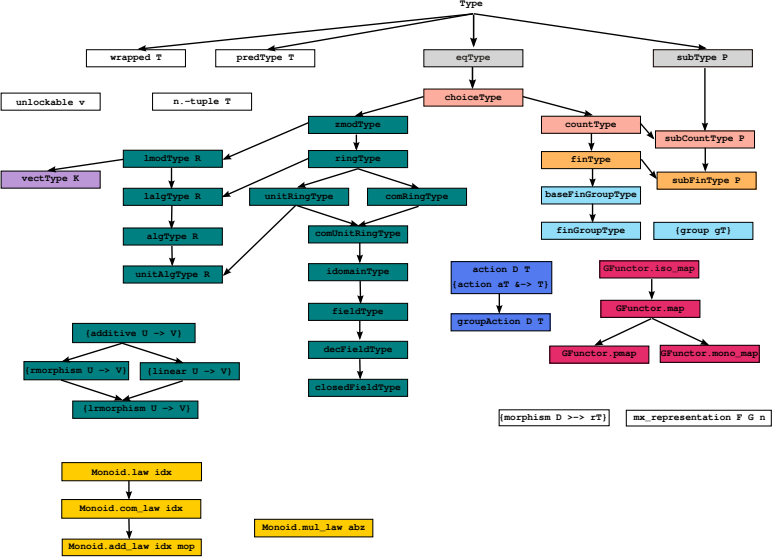 Type
wrapped T
predType T
eqType
subType P
unlockable v
n.-tuple T
choiceType
zmodType
countType
subCountType P
lmodType R
ringType
finType
vectType K
subFinType P
lalgType R
unitRingType
comRingType
baseFinGroupType
algType R
comUnitRingType
finGroupType
{group gT}
unitAlgType R
idomainType
action D T
{action aT &-> T}
GFunctor.iso_map
fieldType
groupAction D T
GFunctor.map
{additive U -> V}
decFieldType
GFunctor.pmap
GFunctor.mono_map
{rmorphism U -> V}
{linear U -> V}
closedFieldType
{lrmorphism U -> V}
{morphism D >-> rT}
mx_representation F G n
Monoid.law idx
Monoid.com_law idx
Monoid.mul_law abz
Monoid.add_law idx mop